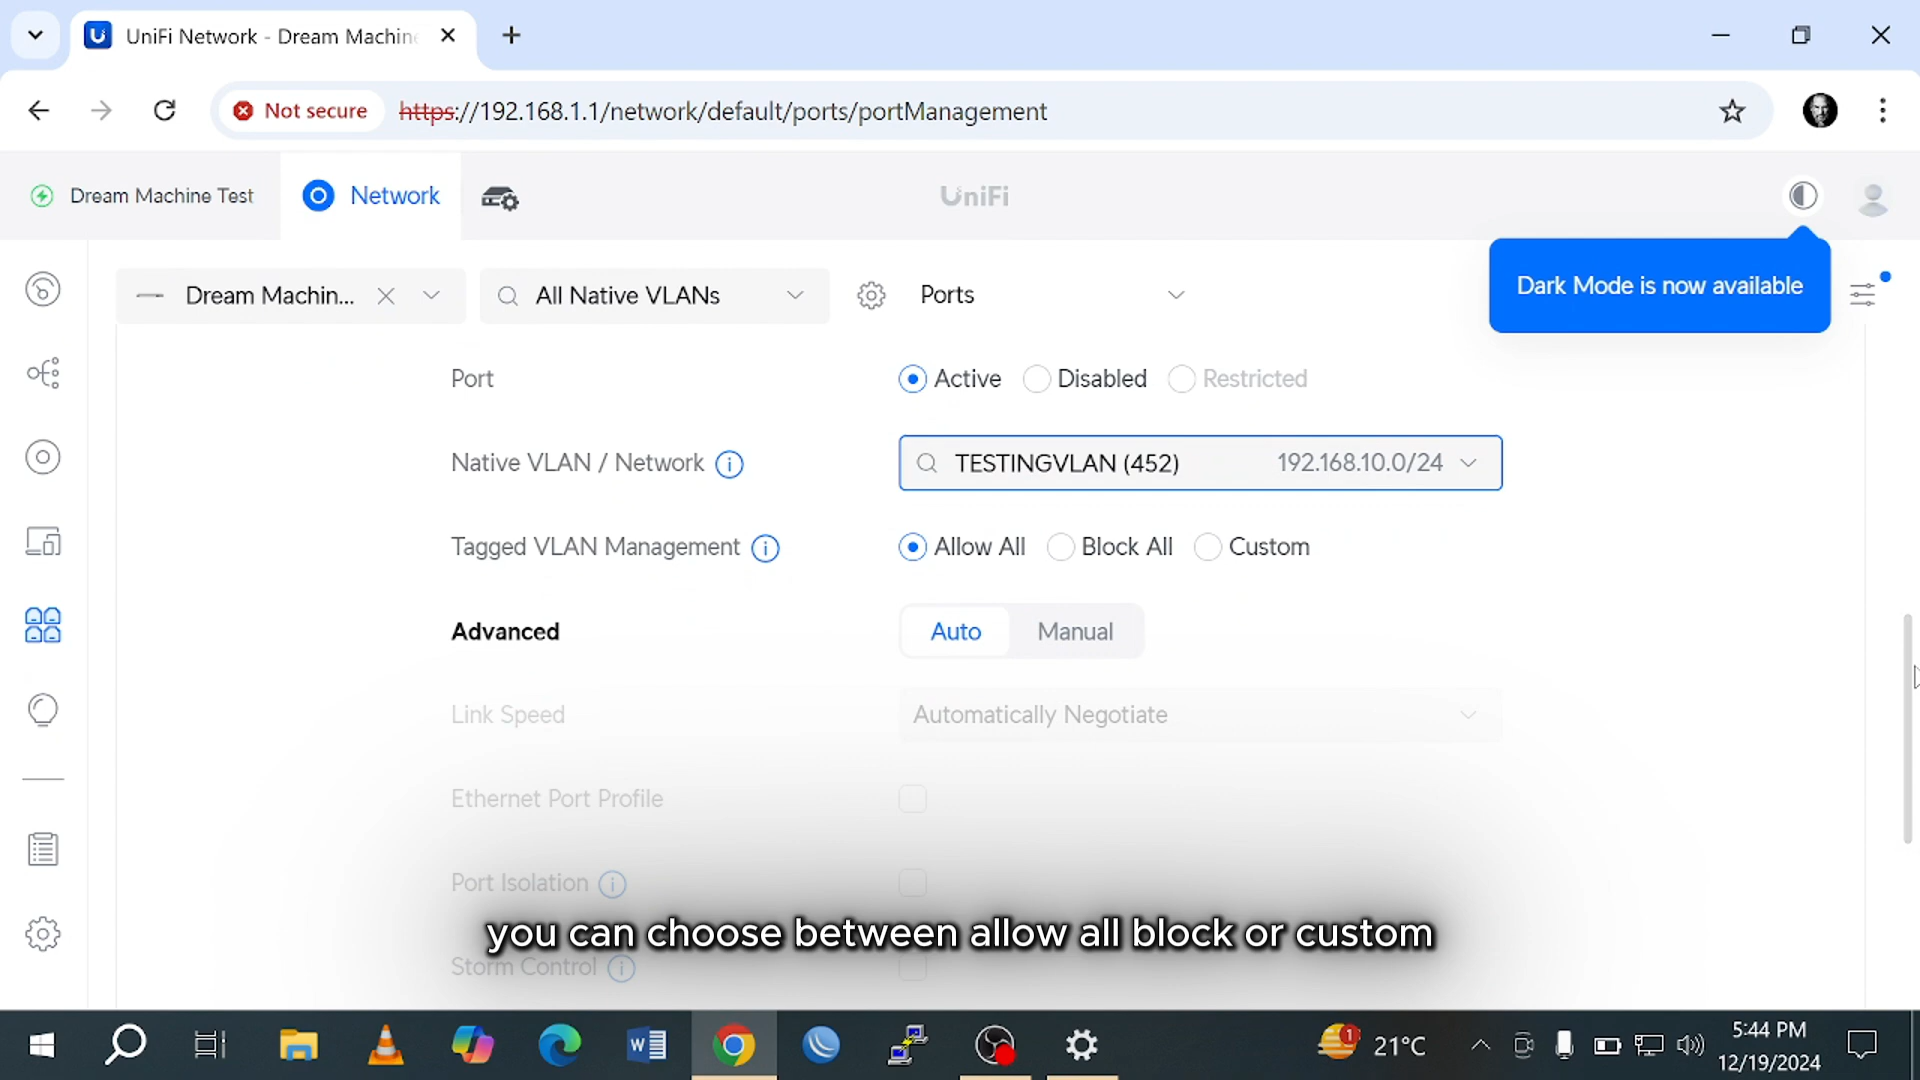 UniFi Network - Dream Machine
Not secure
https://192.168.1.1/network/default/ports/portManagement
Dream Machine Test
Network
UniFi
Dream Machin...
All Native VLANs
Ports
Dark Mode is now available
Port
Active
Disabled
Restricted
Native VLAN / Network
TESTINGVLAN (452)
192.168.10.0/24
Tagged VLAN Management
Allow All
Block All
Custom
Advanced
Auto
Manual
Link Speed
Automatically Negotiate
Ethernet Port Profile
Port Isolation
you can choose between allow all block or custom
Storm Control
1
21°C
5:44 PM
12/19/2024